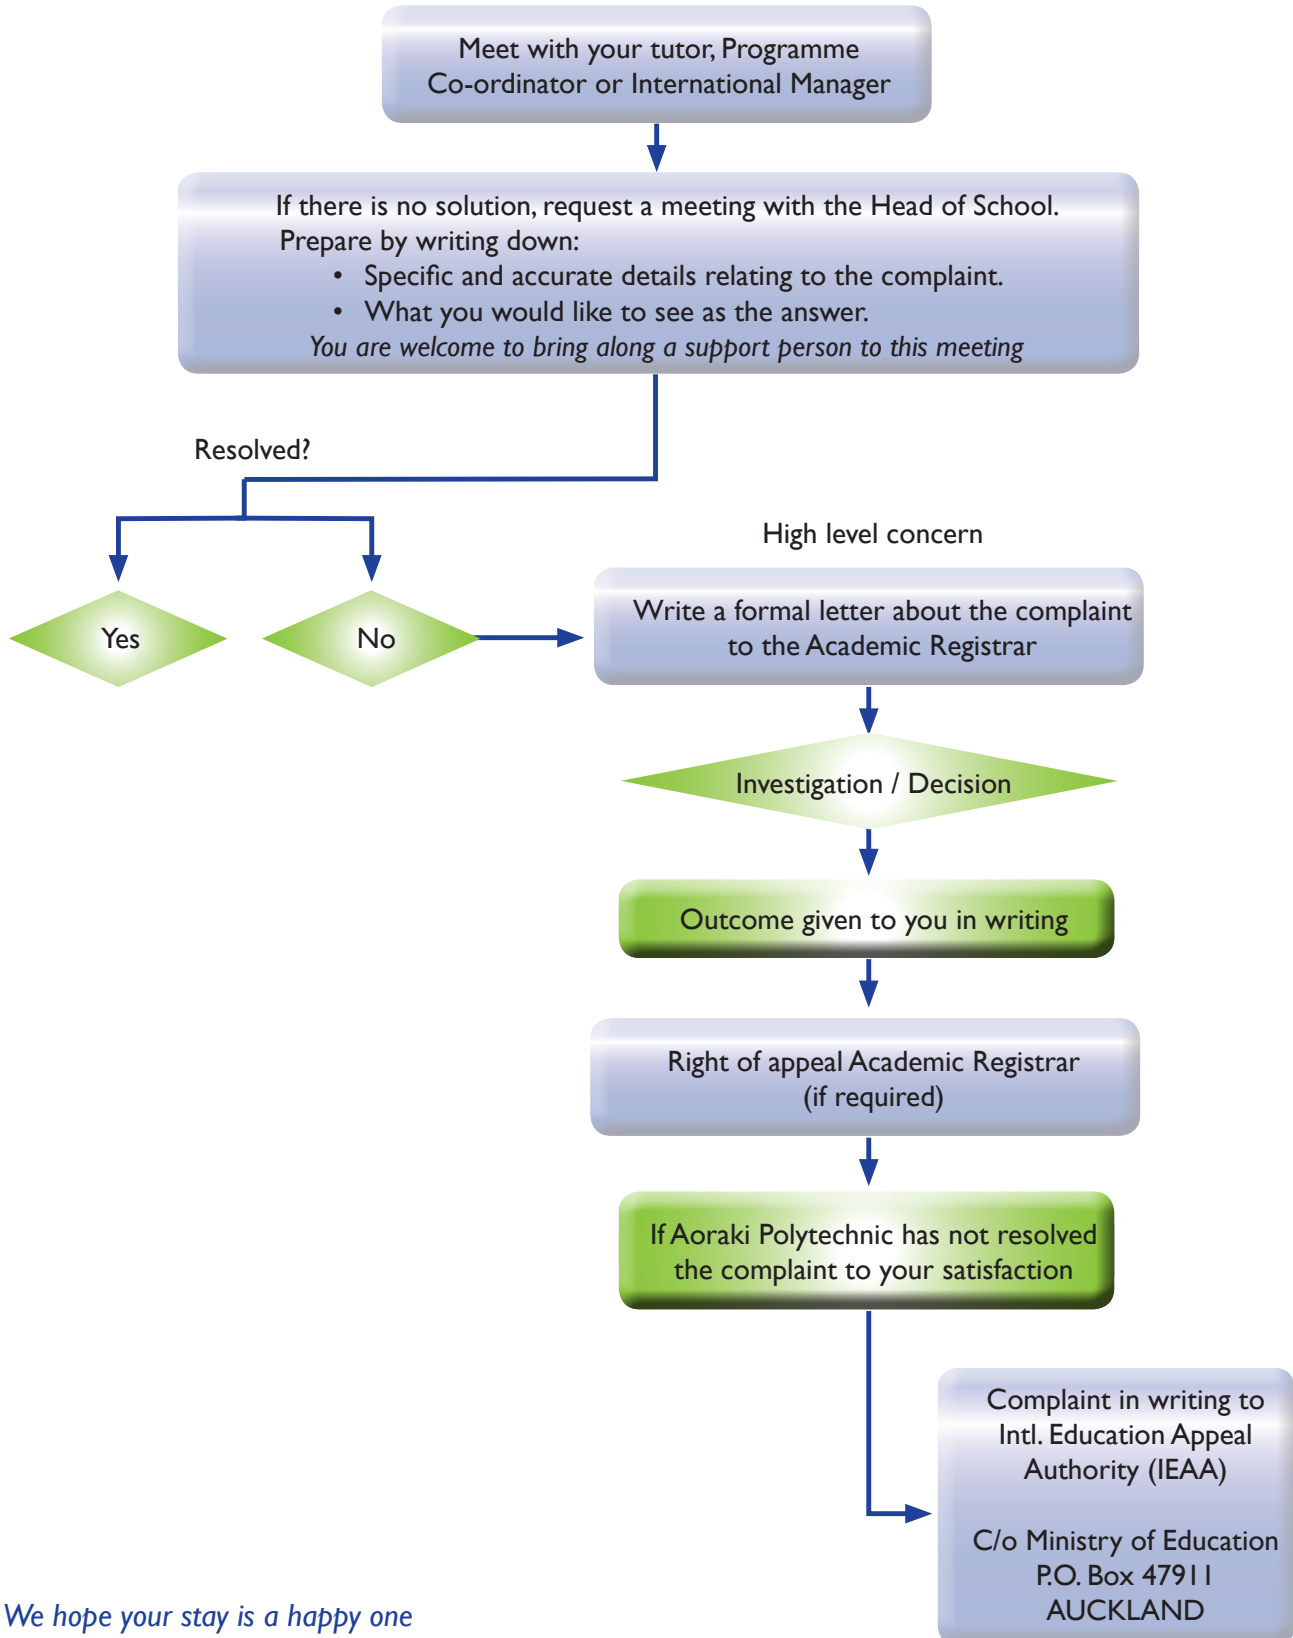 Meet with your tutor, Programme
Co-ordinator or International Manager
If there is no solution, request a meeting with the Head of School.
Prepare by writing down:
• Specific and accurate details relating to the complaint.
• What you would like to see as the answer.
You are welcome to bring along a support person to this meeting
Resolved?
High level concern
Yes
No
Write a formal letter about the complaint
to the Academic Registrar
Investigation / Decision
Outcome given to you in writing
Right of appeal Academic Registrar
(if required)
If Aoraki Polytechnic has not resolved
the complaint to your satisfaction
Complaint in writing to
Intl. Education Appeal
Authority (IEAA)
C/o Ministry of Education
P.O. Box 47911
AUCKLAND
We hope your stay is a happy one